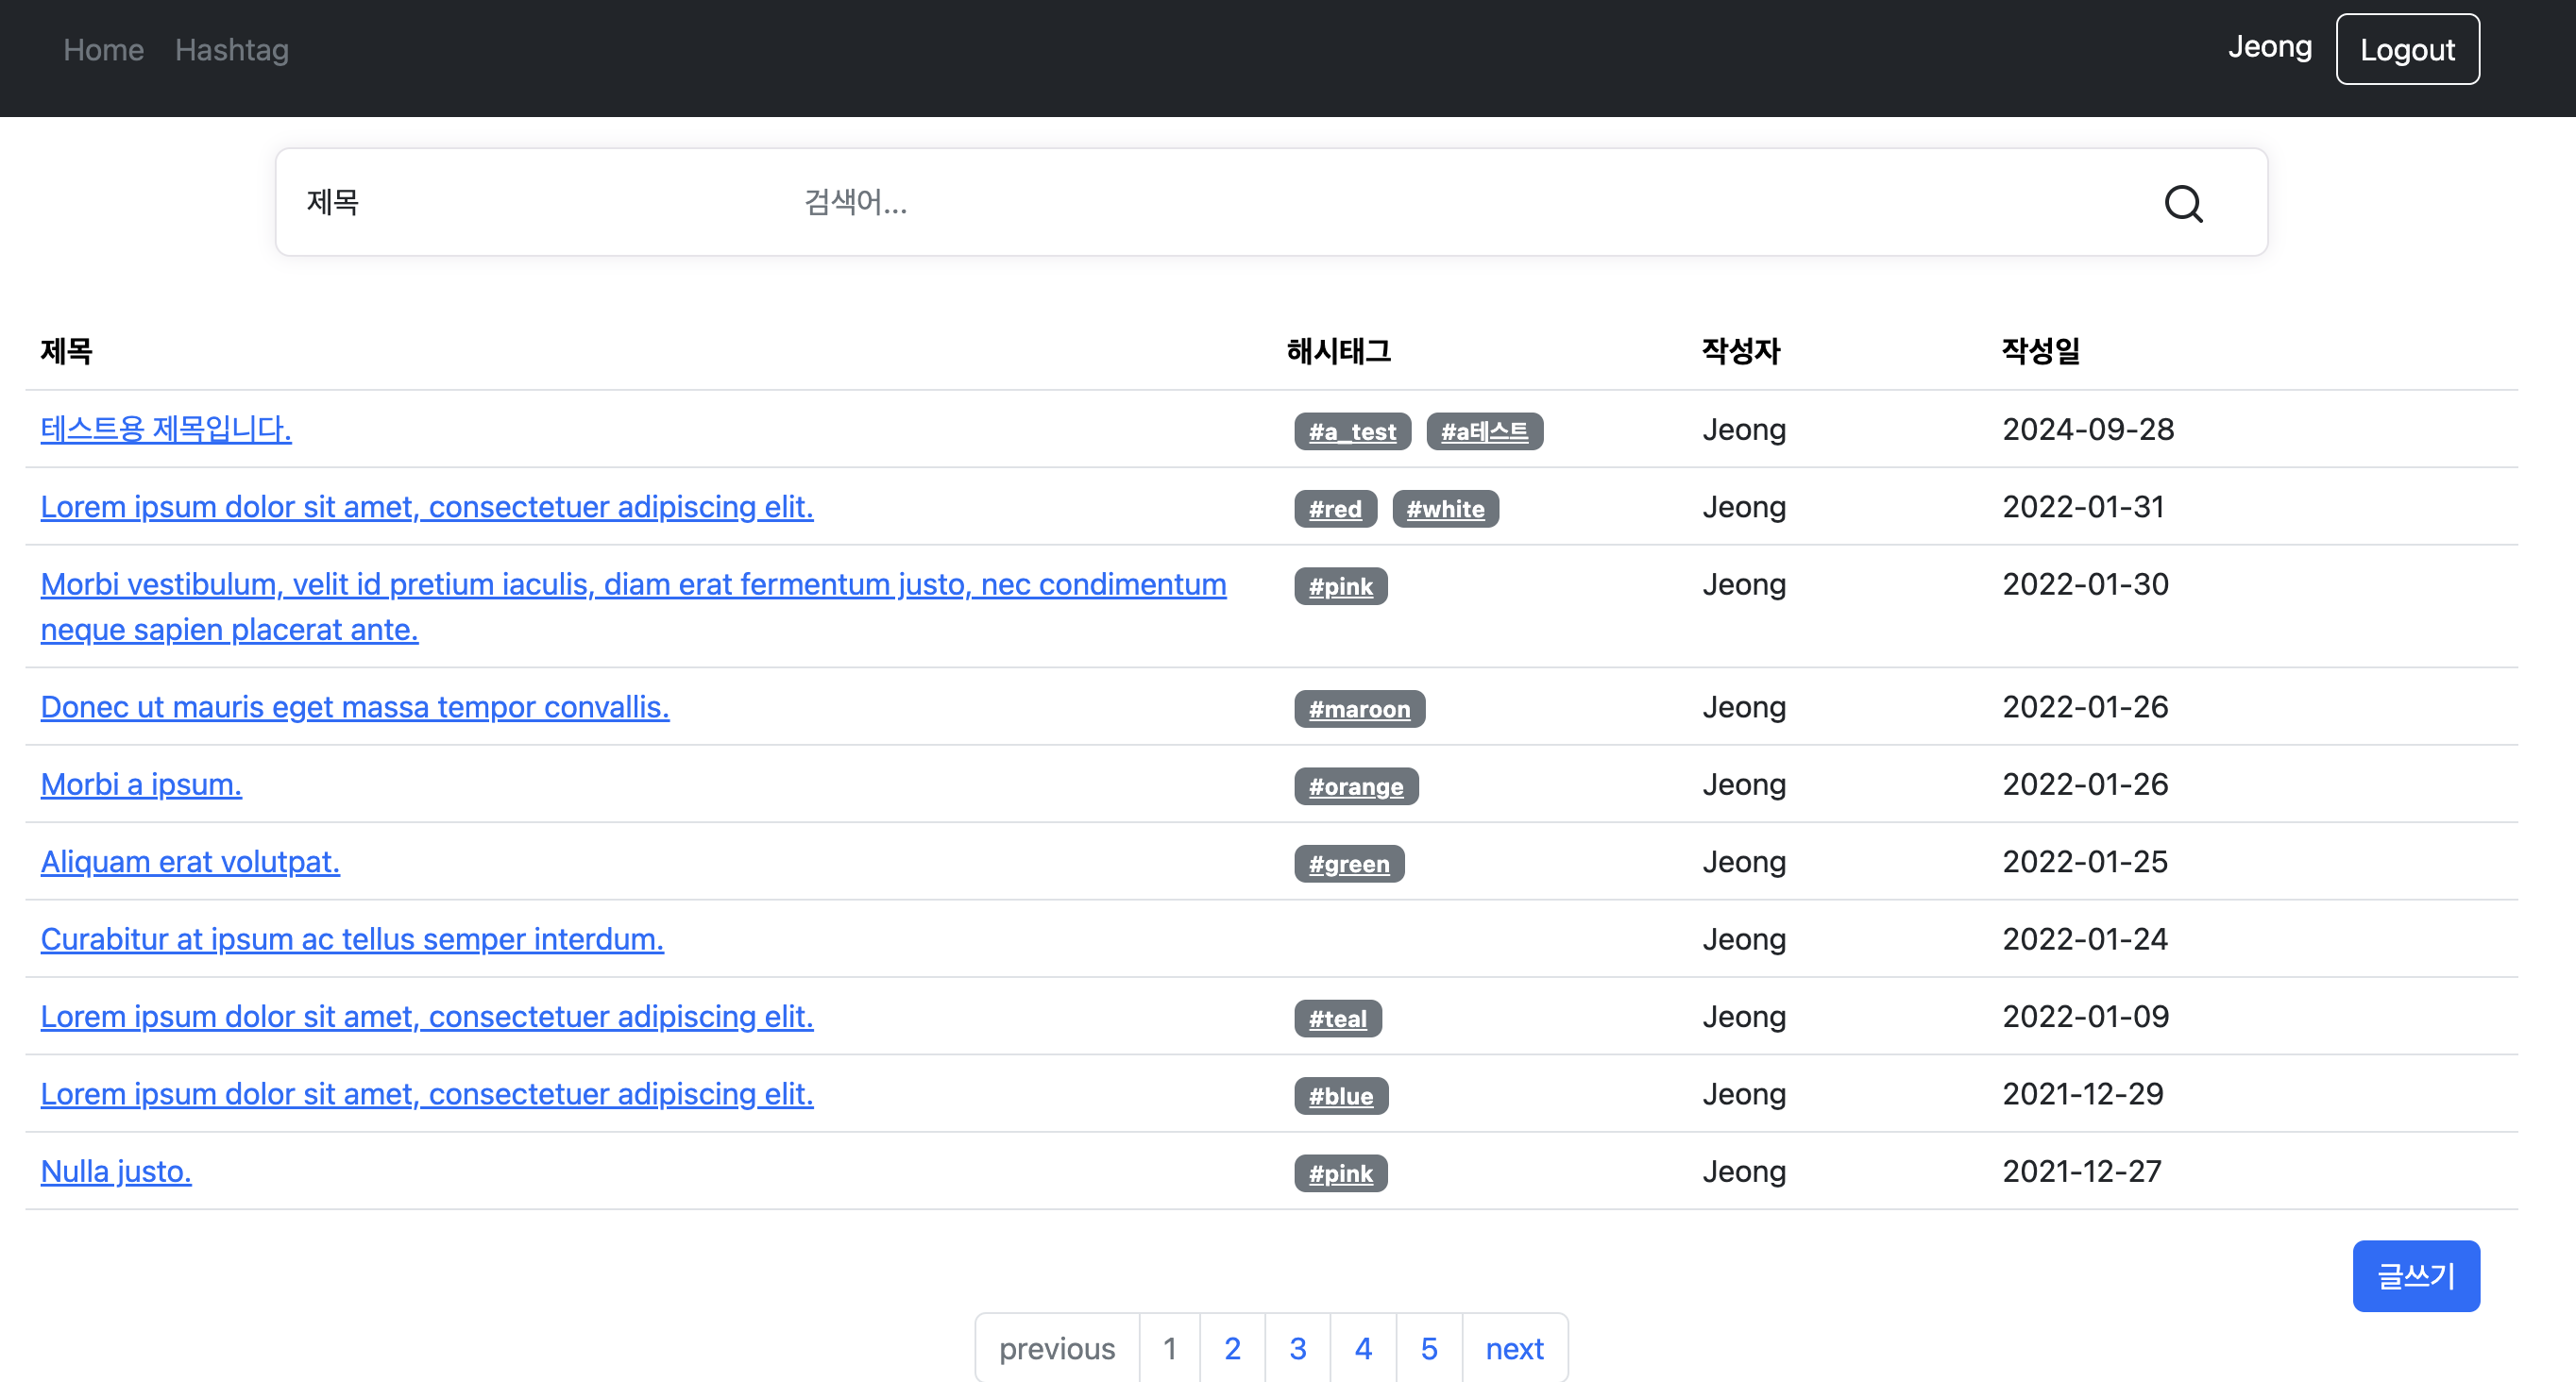 Home Hashtag Jeong Logout
제목 검색어...
제목 해시태그 작성자 작성일
테스트용 제목입니다. #a_test #a테스트 Jeong 2024-09-28
Lorem ipsum dolor sit amet, consectetuer adipiscing elit. #red #white Jeong 2022-01-31
Morbi vestibulum, velit id pretium iaculis, diam erat fermentum justo, nec condimentum #pink Jeong 2022-01-30
neque sapien placerat ante.
Donec ut mauris eget massa tempor convallis. #maroon Jeong 2022-01-26
Morbi a ipsum. #orange Jeong 2022-01-26
Aliquam erat volutpat. #green Jeong 2022-01-25
Curabitur at ipsum ac tellus semper interdum. Jeong 2022-01-24
Lorem ipsum dolor sit amet, consectetuer adipiscing elit. #teal Jeong 2022-01-09
Lorem ipsum dolor sit amet, consectetuer adipiscing elit. #blue Jeong 2021-12-29
Nulla justo. #pink Jeong 2021-12-27
글쓰기
previous 1 2 3 4 5 next